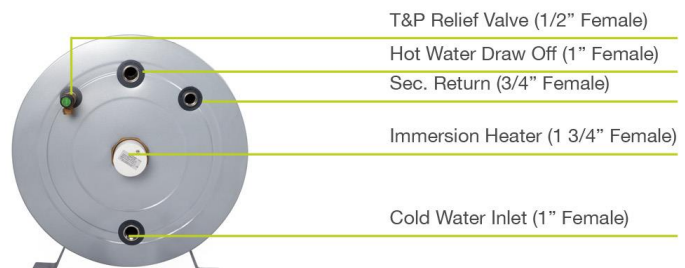 T&P Relief Valve (1/2” Female)
Hot Water Draw Off (1” Female)
Sec. Return (3/4” Female)
Immersion Heater (1 3/4” Female)
Cold Water Inlet (1” Female)